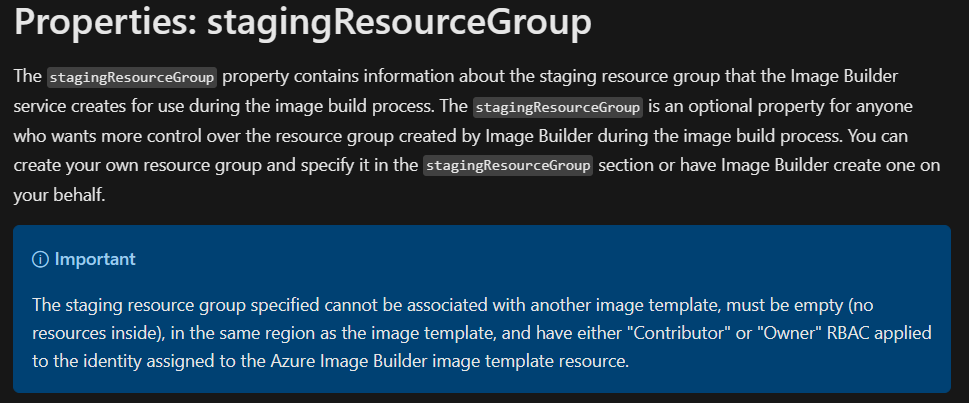 Properties: stagingResourceGroup
The stagingResourceGroup property contains information about the staging resource group that the Image Builder
service creates for use during the image build process. The stagingResourceGroup is an optional property for anyone
who wants more control over the resource group created by Image Builder during the image build process. You can
create your own resource group and specify it in the stagingResourceGroup section or have Image Builder create one on
your behalf.
Important
The staging resource group specified cannot be associated with another image template, must be empty (no
resources inside), in the same region as the image template, and have either "Contributor" or "Owner" RBAC applied
to the identity assigned to the Azure Image Builder image template resource.